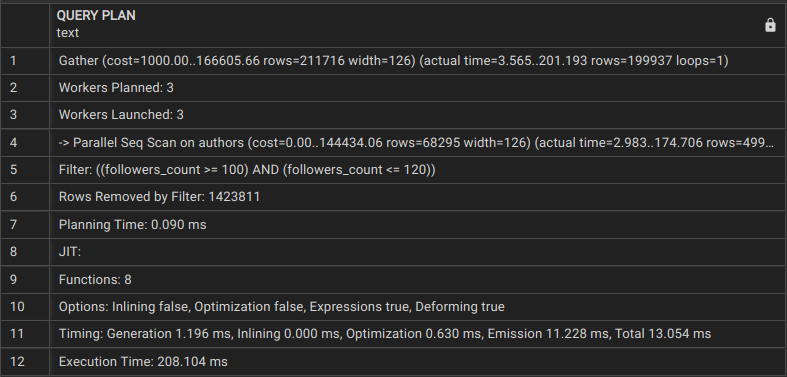 QUERY PLAN
text
1 Gather (cost=1000.00..166605.66 rows=211716 width=126) (actual time=3.565..201.193 rows=199937 loops=1)
2 Workers Planned: 3
3 Workers Launched: 3
4 -> Parallel Seq Scan on authors (cost=0.00..144434.06 rows=68295 width=126) (actual time=2.983..174.706 rows=499...
5 Filter: ((followers_count >= 100) AND (followers_count <= 120))
6 Rows Removed by Filter: 1423811
7 Planning Time: 0.090 ms
8 JIT:
9 Functions: 8
10 Options: Inlining false, Optimization false, Expressions true, Deforming true
11 Timing: Generation 1.196 ms, Inlining 0.000 ms, Optimization 0.630 ms, Emission 11.228 ms, Total 13.054 ms
12 Execution Time: 208.104 ms